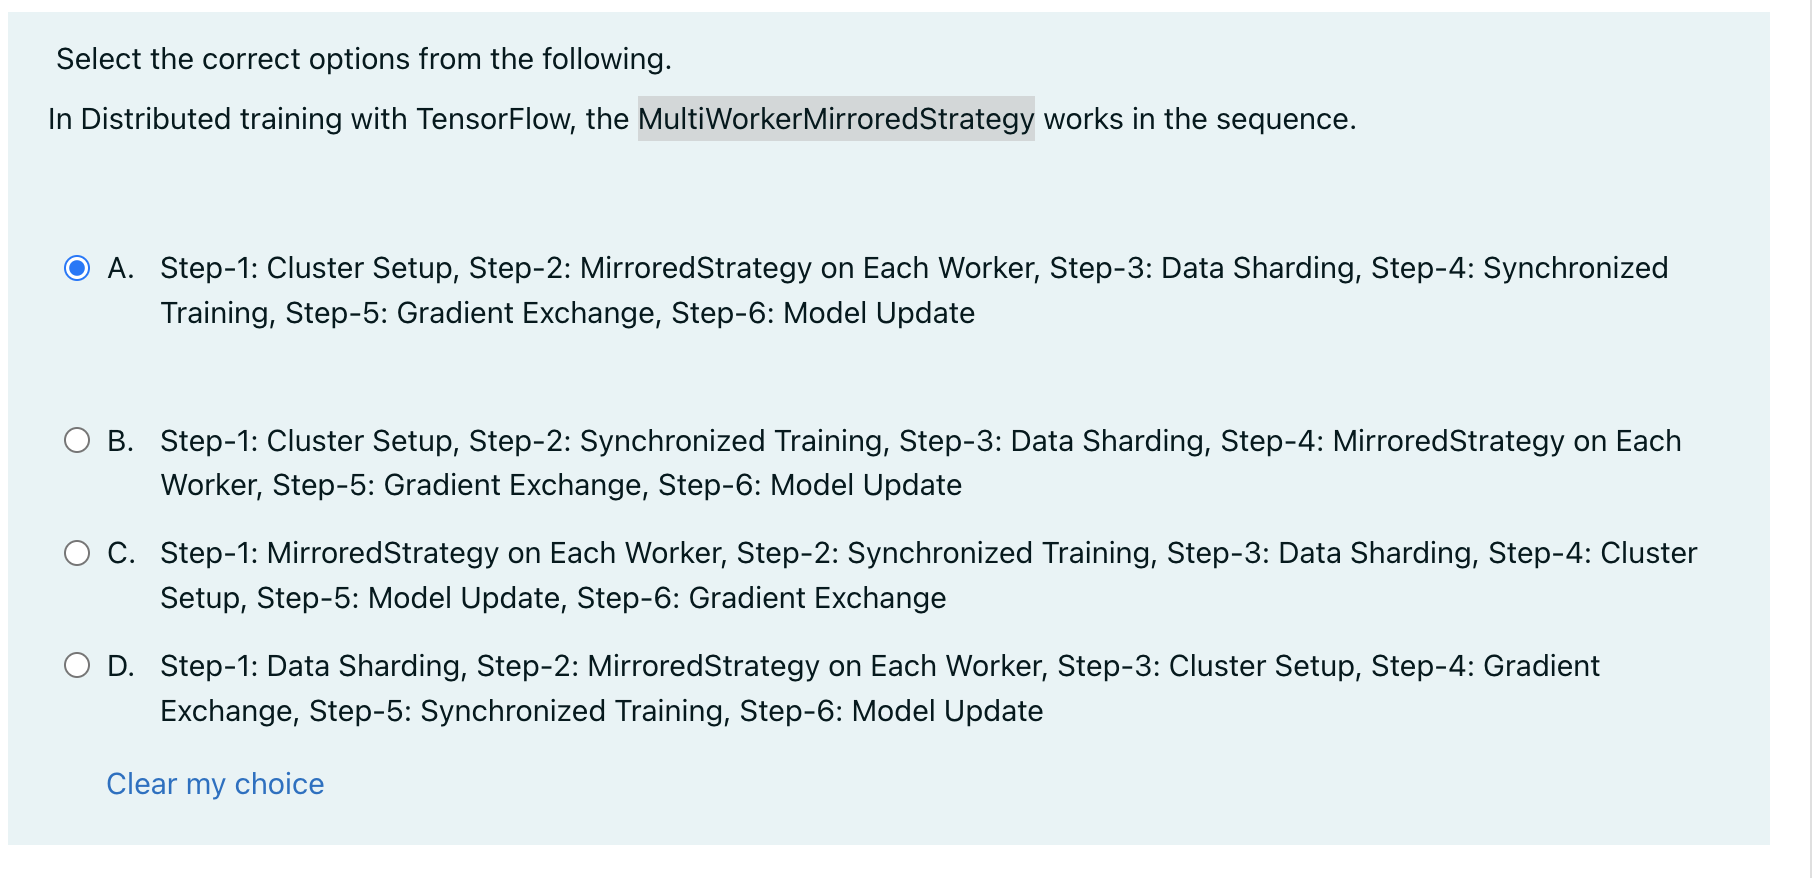 Select the correct options from the following.
In Distributed training with TensorFlow, the MultiWorkerMirroredStrategy works in the sequence.
A. Step-1: Cluster Setup, Step-2: MirroredStrategy on Each Worker, Step-3: Data Sharding, Step-4: Synchronized
Training, Step-5: Gradient Exchange, Step-6: Model Update
B. Step-1: Cluster Setup, Step-2: Synchronized Training, Step-3: Data Sharding, Step-4: MirroredStrategy on Each
Worker, Step-5: Gradient Exchange, Step-6: Model Update
C. Step-1: MirroredStrategy on Each Worker, Step-2: Synchronized Training, Step-3: Data Sharding, Step-4: Cluster
Setup, Step-5: Model Update, Step-6: Gradient Exchange
D. Step-1: Data Sharding, Step-2: MirroredStrategy on Each Worker, Step-3: Cluster Setup, Step-4: Gradient
Exchange, Step-5: Synchronized Training, Step-6: Model Update
Clear my choice